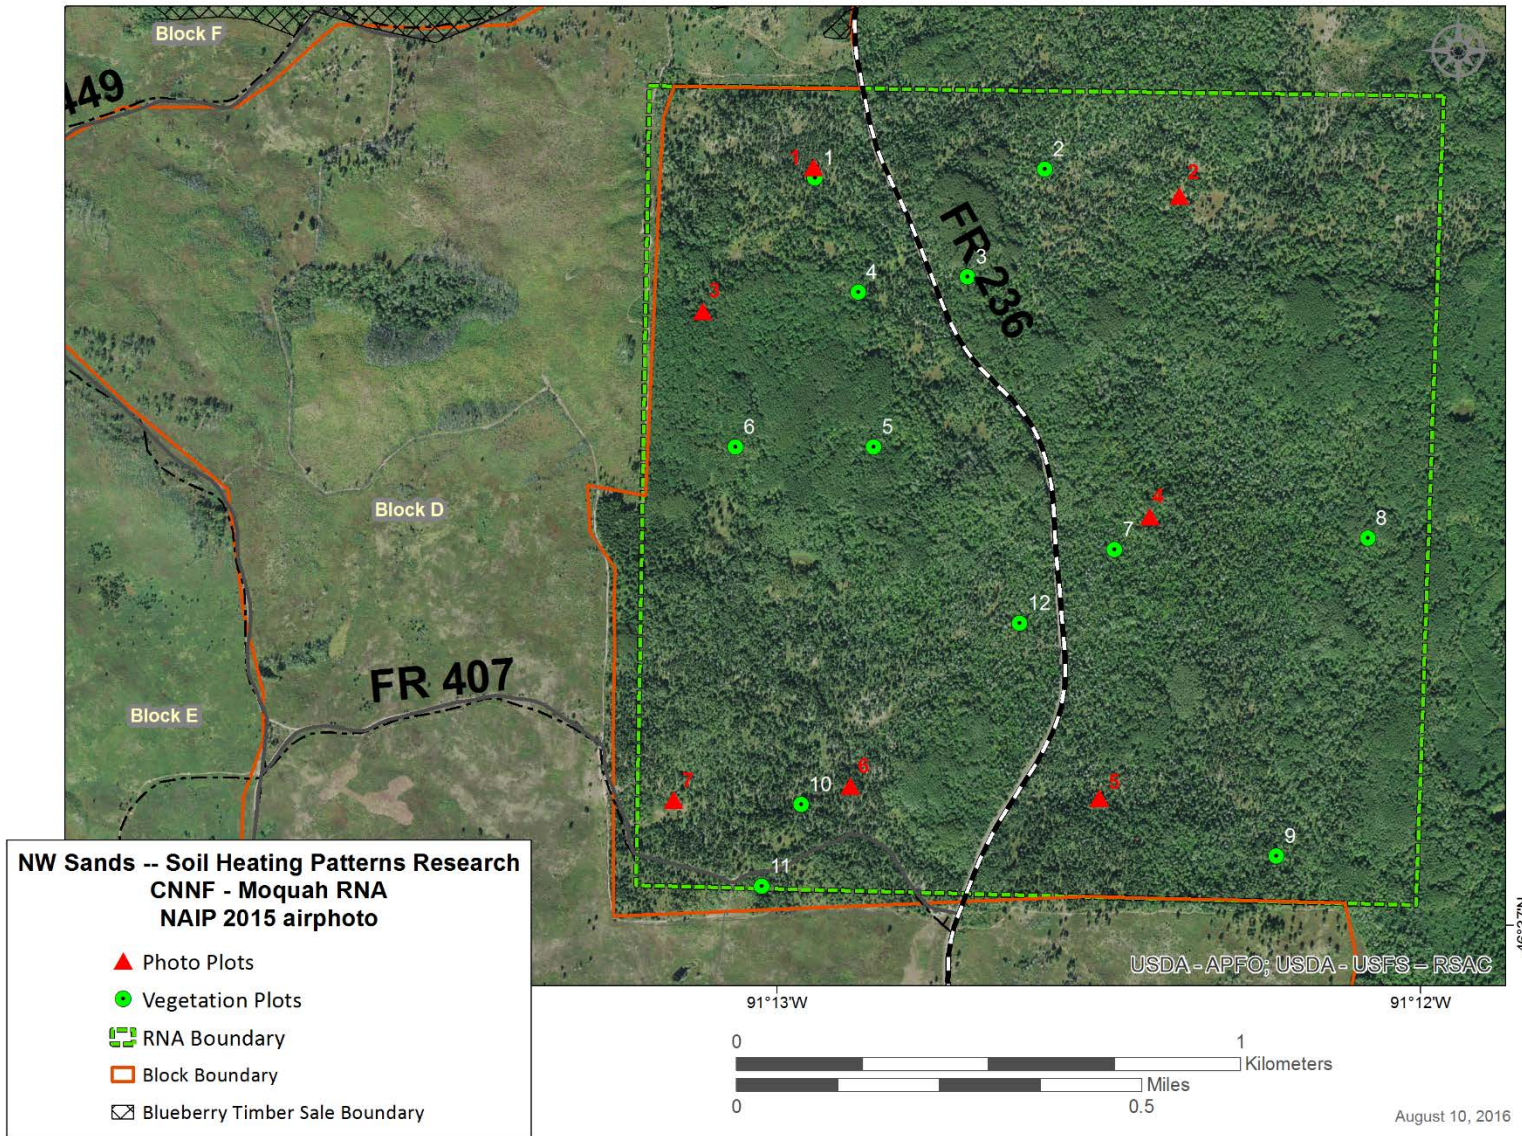 Block F
449
1
1
2
2
FR 236
3
4
3
6
5
4
8
7
Block D
12
FR 407
Block E
7
10
6
5
9
11
NW Sands -- Soil Heating Patterns Research
CNNF - Moquah RNA
NAIP 2015 airphoto
Photo Plots
Vegetation Plots
RNA Boundary
Block Boundary
Blueberry Timber Sale Boundary
USDA - APFO; USDA - USFS – RSAC
91°13'W
91°12'W
0
1
Kilometers
Miles
0
0.5
August 10, 2016